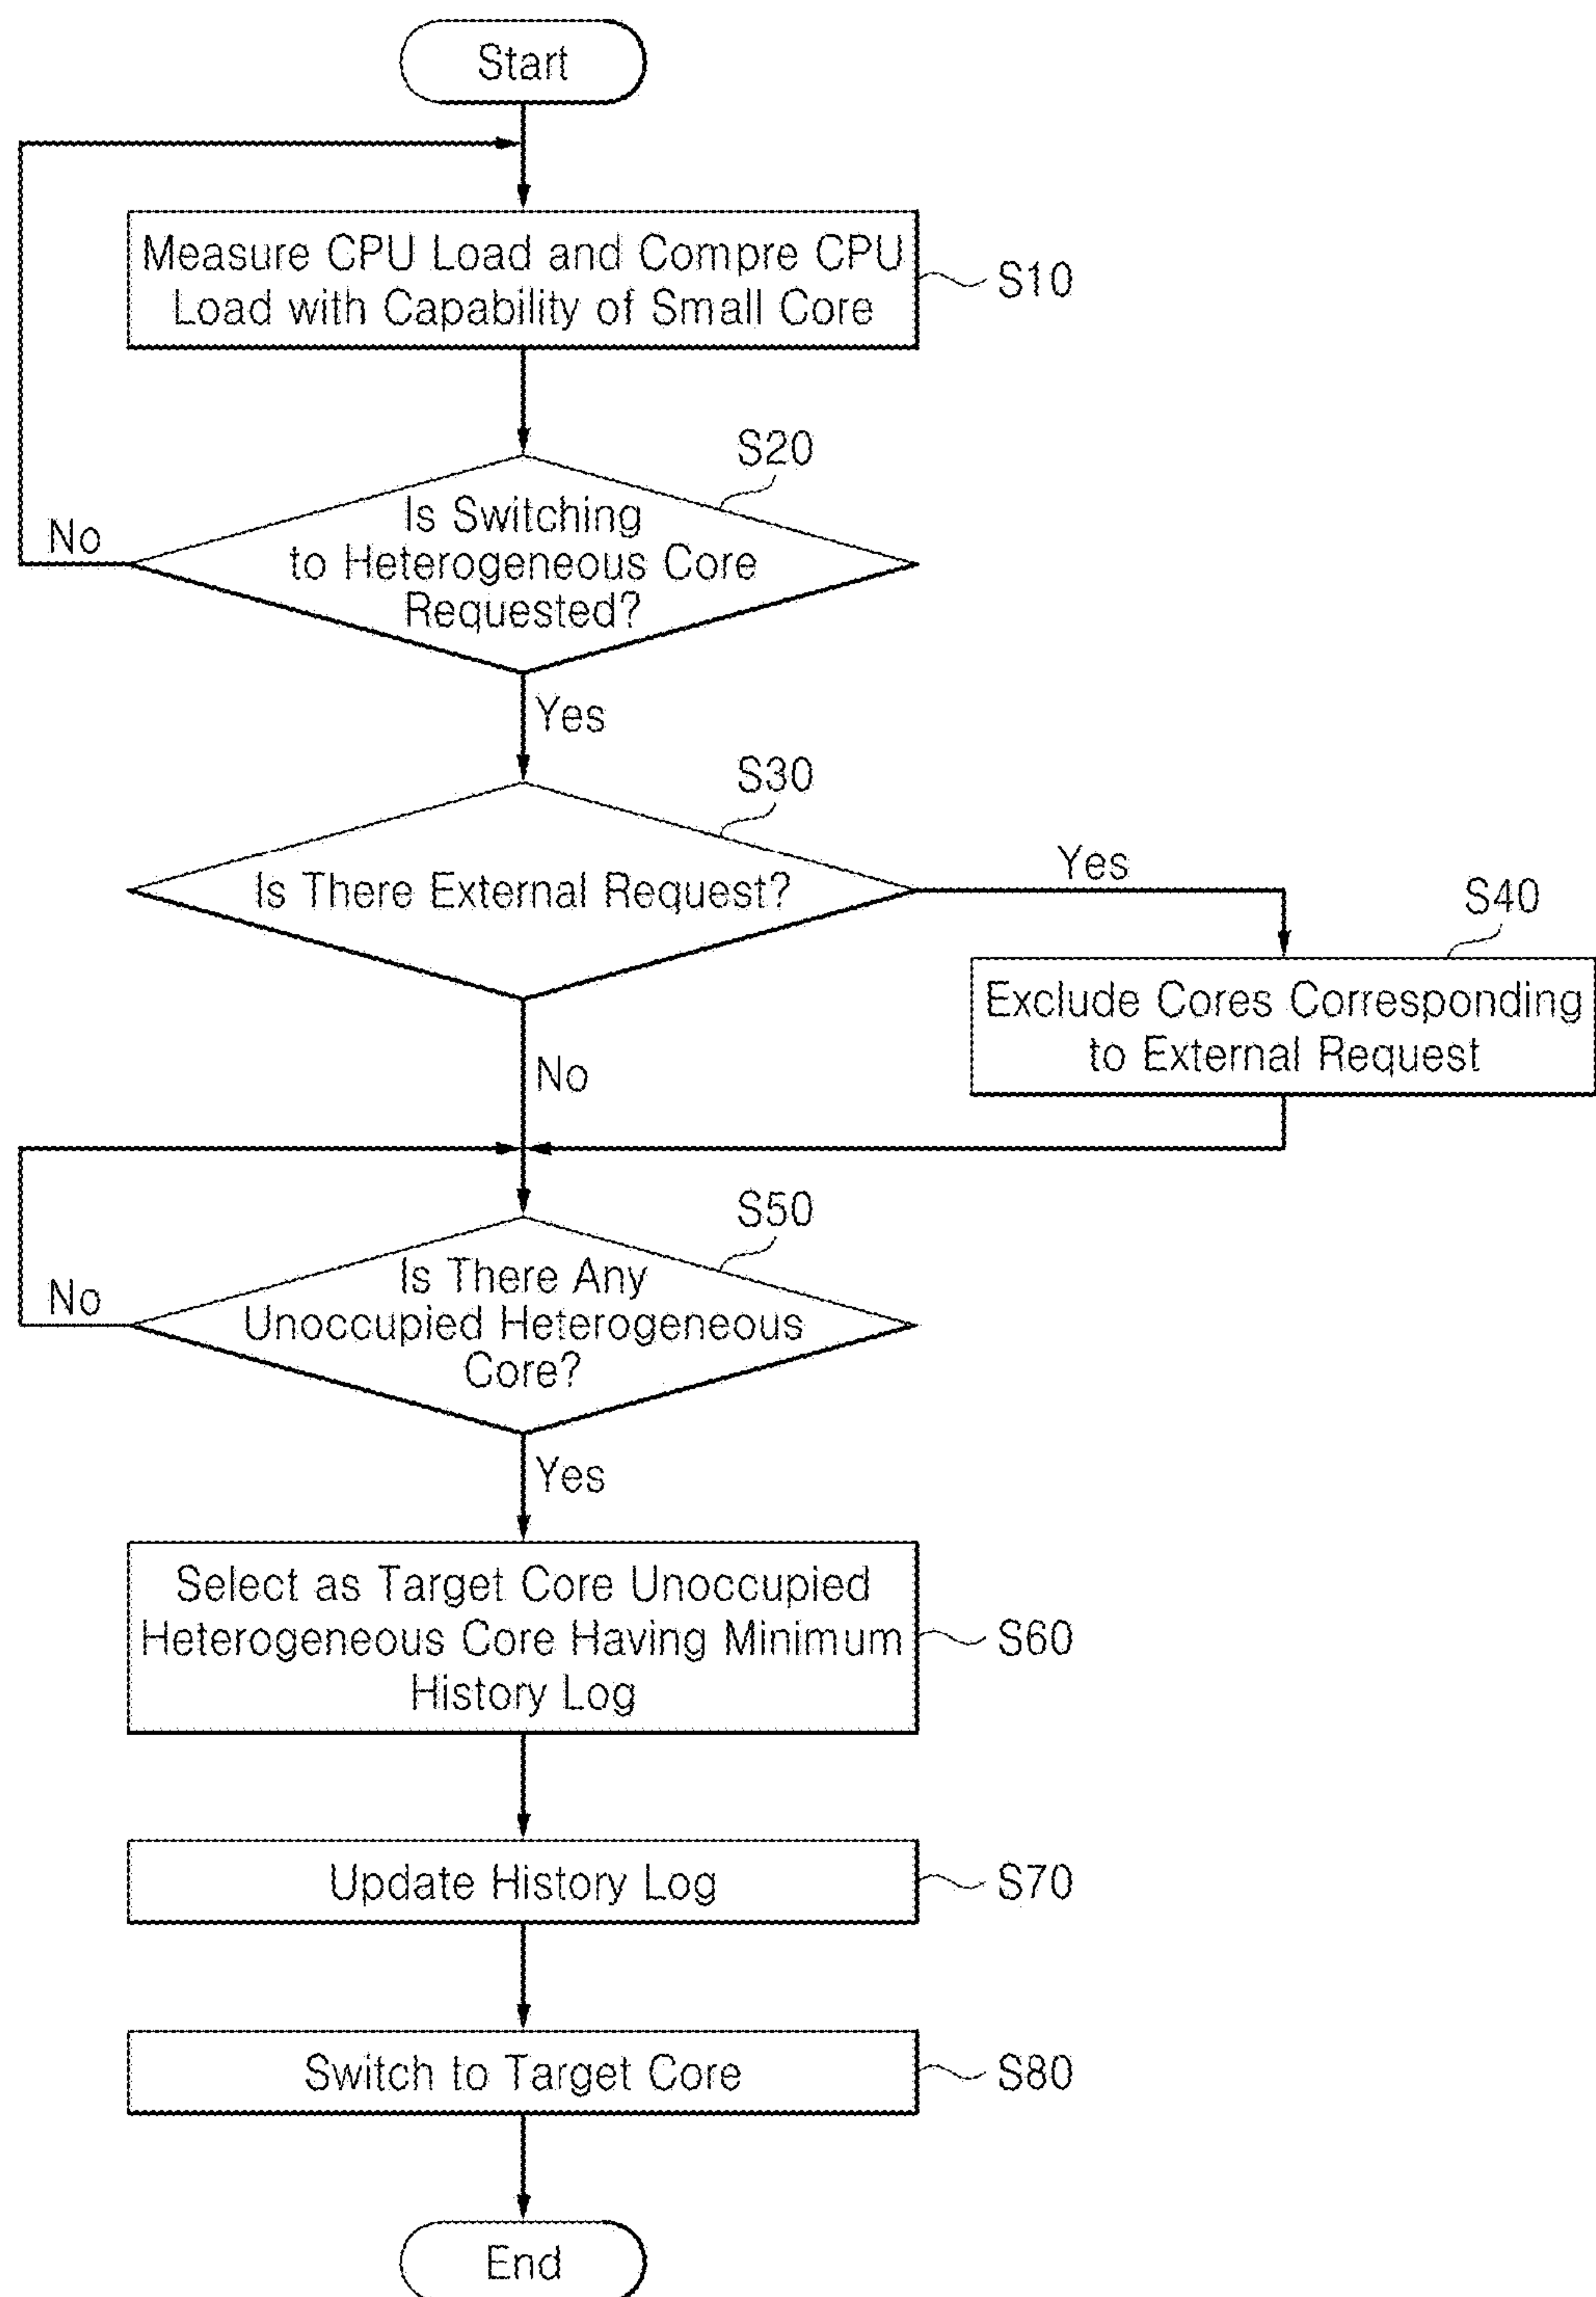 Start
Measure CPU Load and Compre CPU
Load with Capability of Small Core
S10
S20
Is Switching
to Heterogeneous Core
Requested?
No
Yes
S30
Is There External Request?
Yes
S40
Exclude Cores Corresponding
to External Request
No
S50
Is There Any
Unoccupied Heterogeneous
Core?
No
Yes
Select as Target Core Unoccupied
Heterogeneous Core Having Minimum
History Log
S60
Update History Log
S70
Switch to Target Core
S80
End